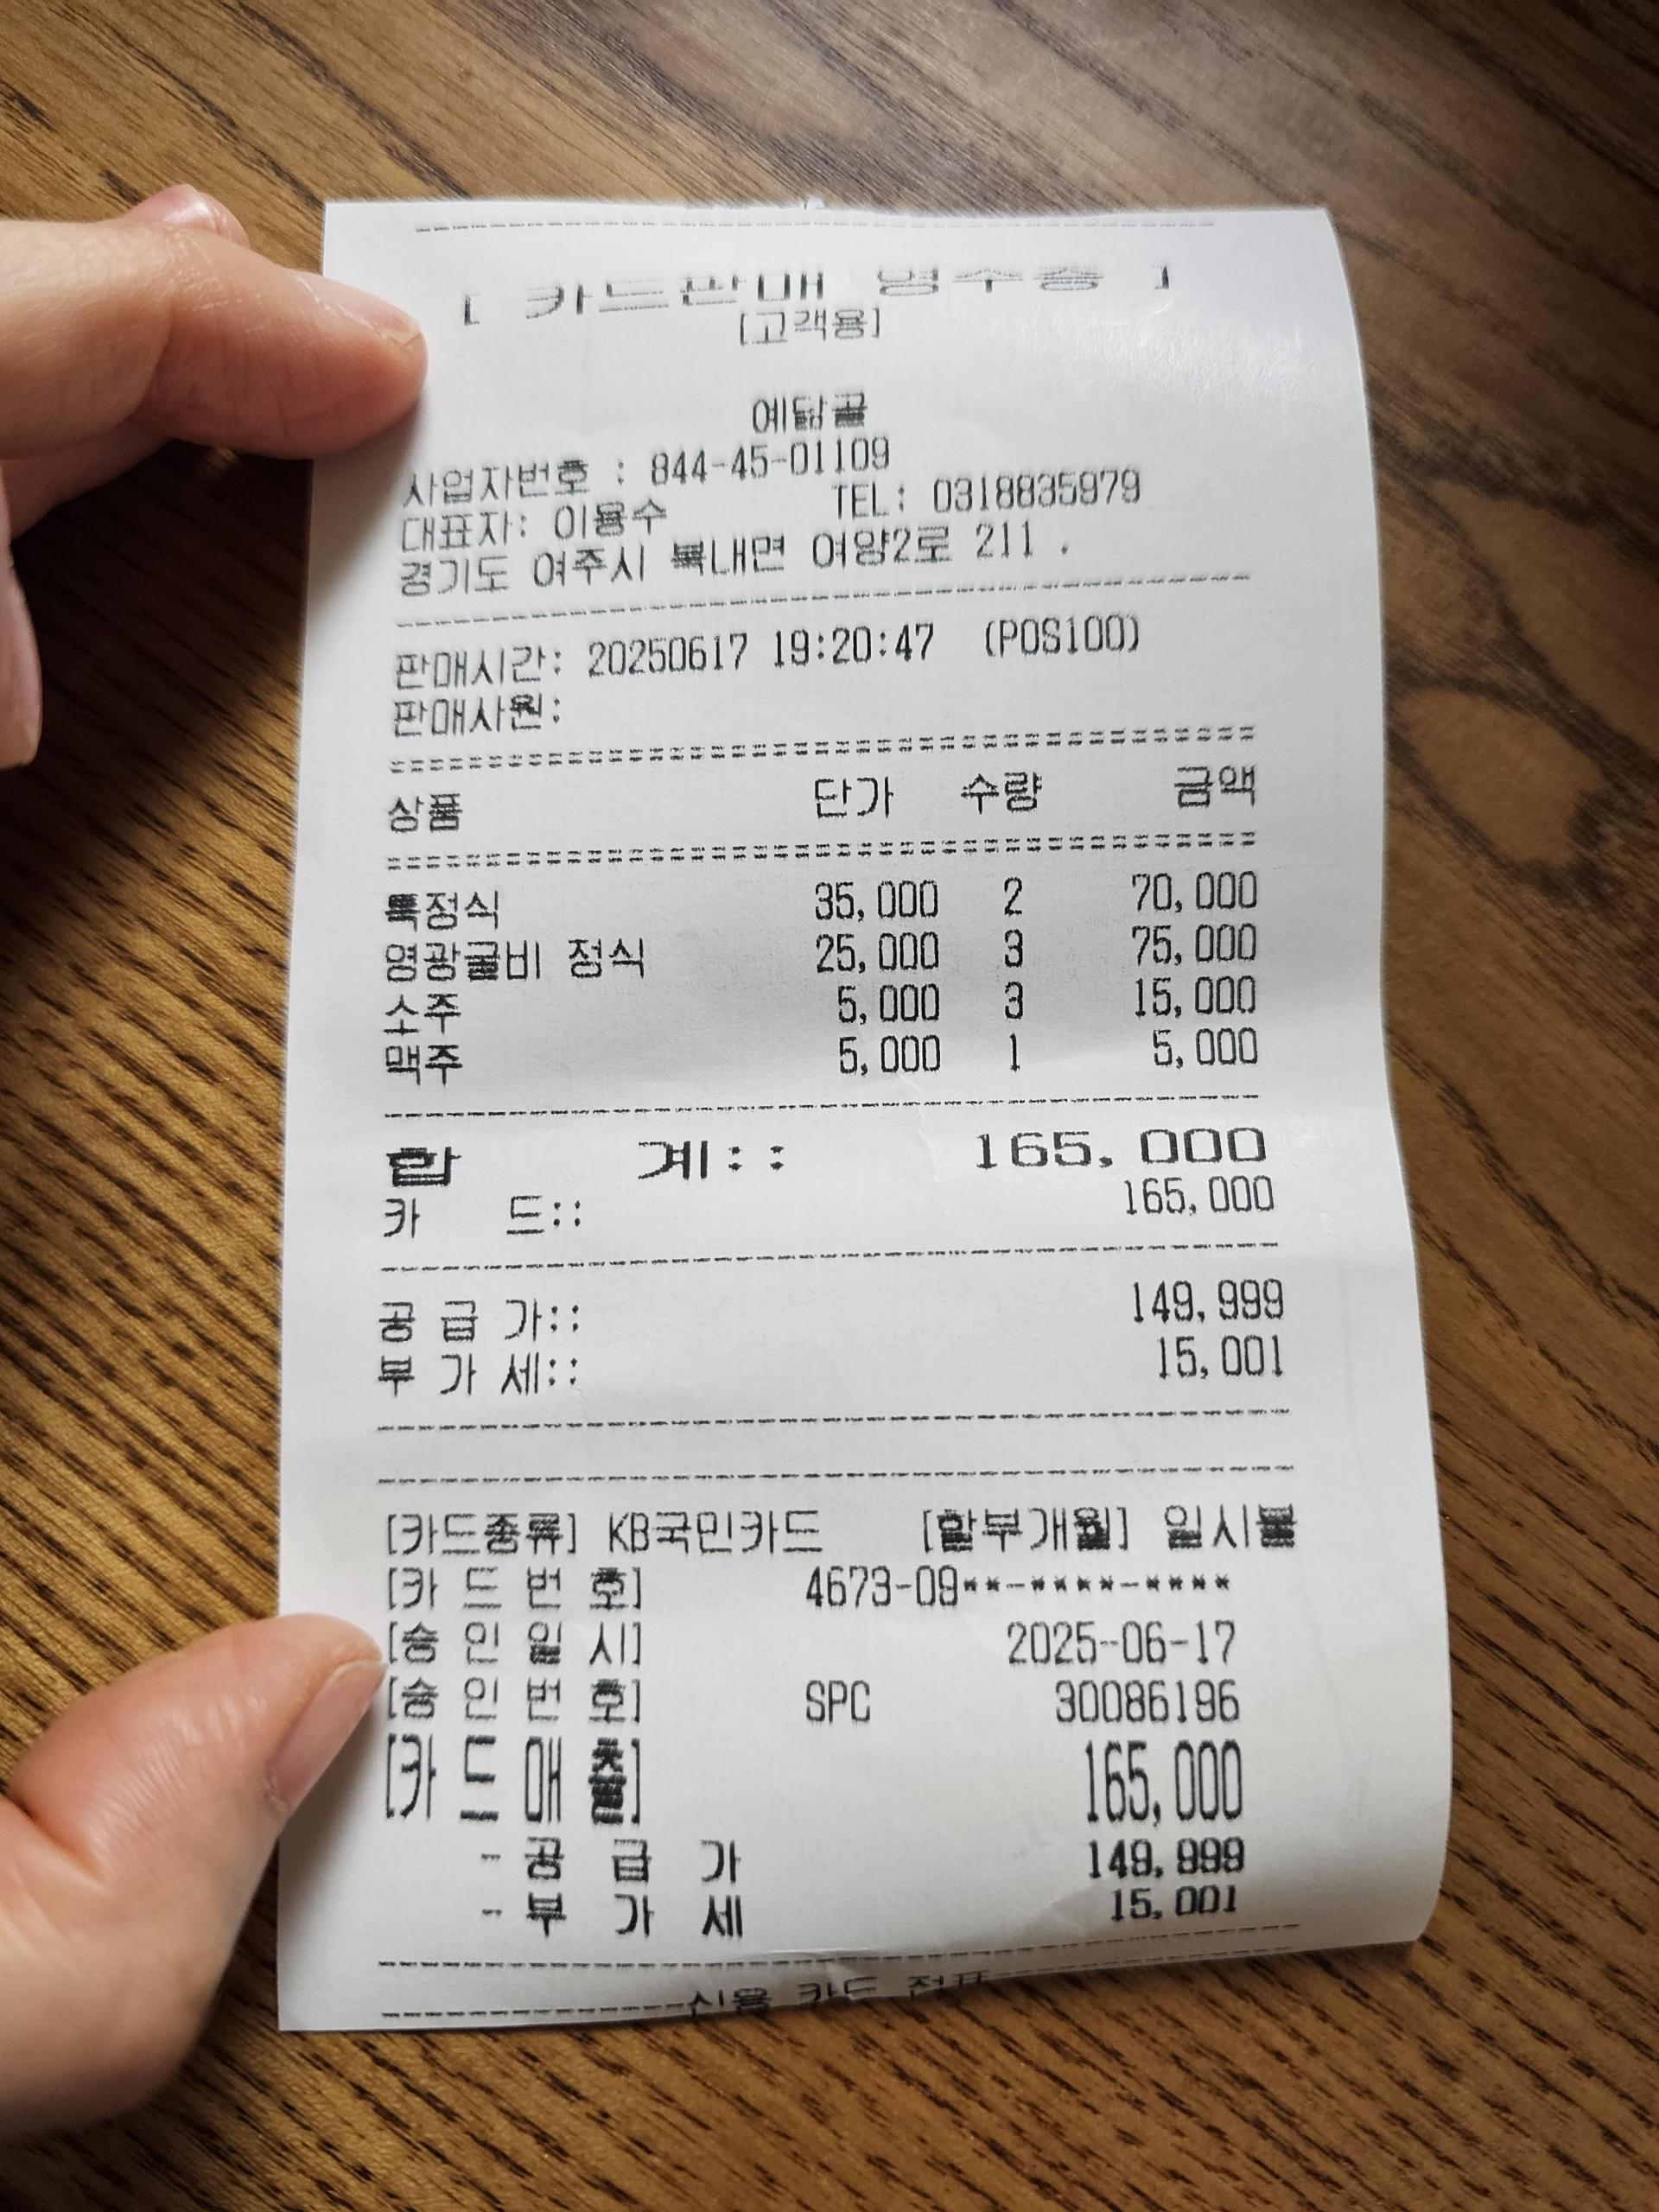 [ 카드판매 영수증 ]
[고객용]
예닮골
사업자번호 : 844-45-01109
대표자: 이용수 TEL: 0318835979
경기도 여주시 북내면 여양2로 211 .
판매시간: 20250617 19:20:47 (POS100)
판매사원:
상품 단가 수량 금액
특정식 35,000 2 70,000
영광굴비 정식 25,000 3 75,000
소주 5,000 3 15,000
맥주 5,000 1 5,000
합 계:: 165,000
카 드:: 165,000
공 급 가:: 149,999
부 가 세:: 15,001
[카드종류] KB국민카드 [할부개월] 일시불
[카 드 번 호] 4673-09**-****-****
[승 인 일 시] 2025-06-17
[승 인 번 호] SPC 30086196
[카 드 매 출] 165,000
- 공 급 가 149,999
- 부 가 세 15,001
신용 카드 전표